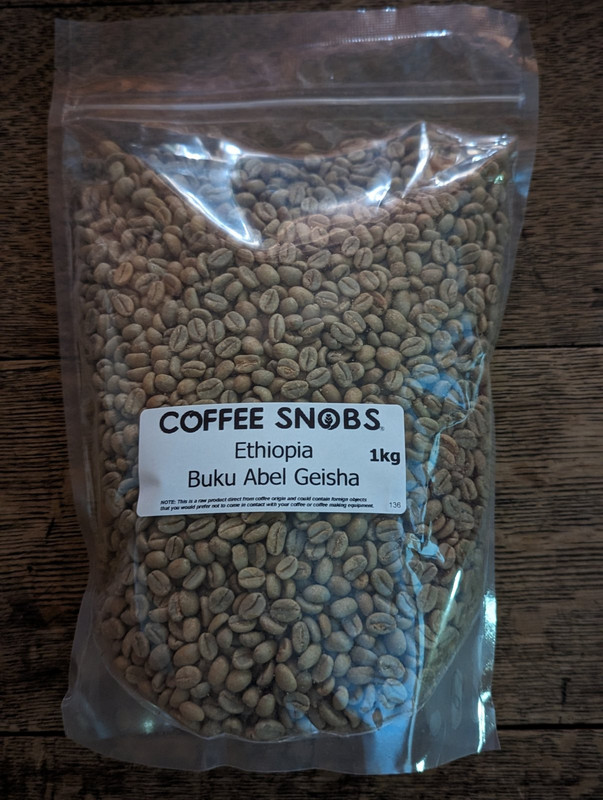 COFFEE SNOBS®
Ethiopia
1kg
Buku Abel Geisha
NOTE: This is a raw product direct from coffee origin and could contain foreign objects
that you would prefer not to come in contact with your coffee or coffee making equipment.
136